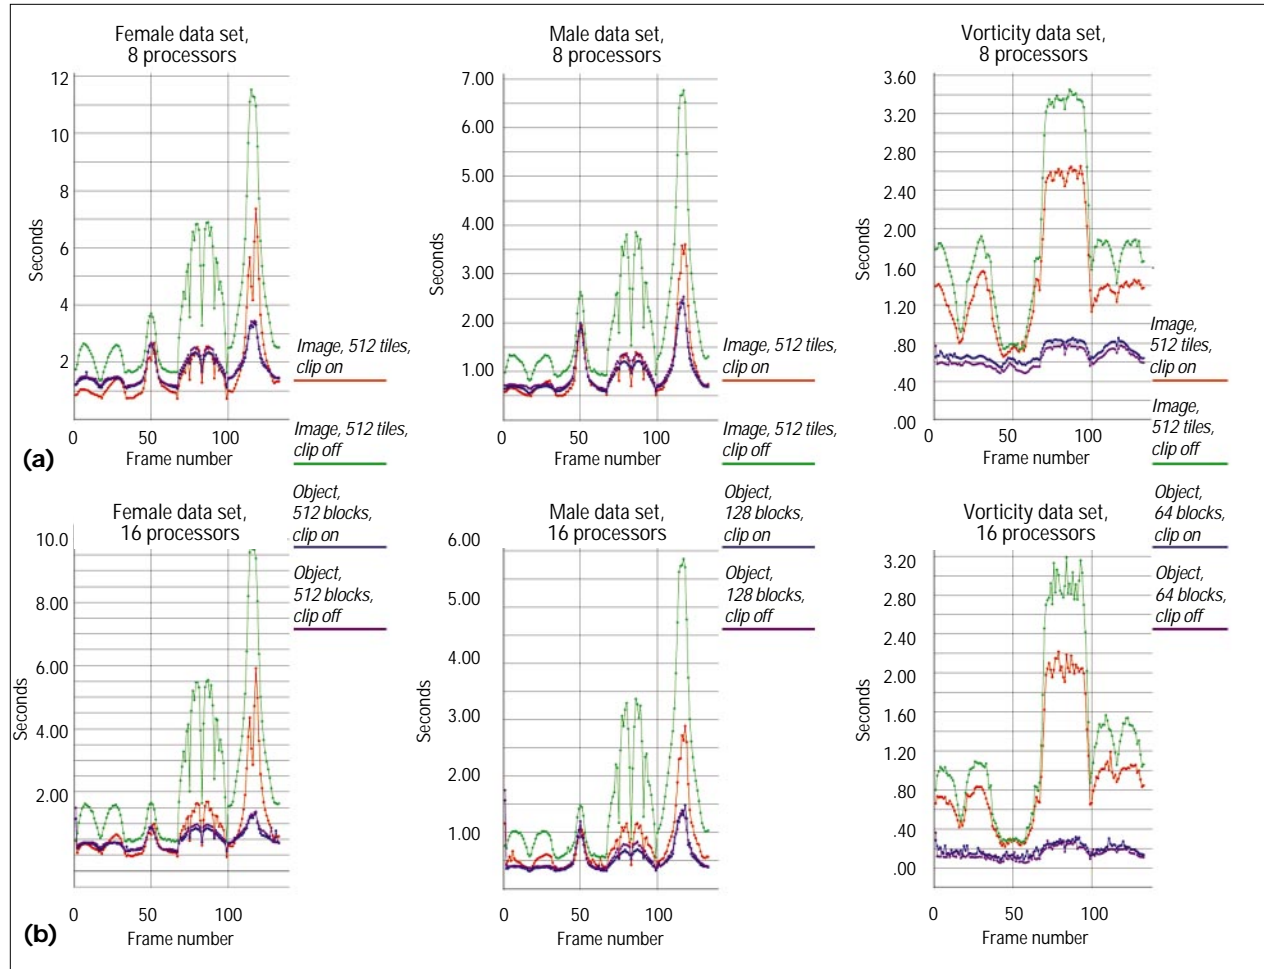 Female data set,
8 processors
12
10
8
6
4
2
Seconds
0
50
100
Frame number
Image, 512 tiles,
clip on
Image, 512 tiles,
clip off
Male data set,
8 processors
7.00
6.00
5.00
4.00
3.00
2.00
1.00
Seconds
0
50
100
Frame number
Image, 512 tiles,
clip on
Image, 512 tiles,
clip off
Vorticity data set,
8 processors
3.60
3.20
2.80
2.40
2.00
1.60
1.20
.80
.40
.00
Seconds
0
50
100
Frame number
Image,
512 tiles,
clip on
Image,
512 tiles,
clip off
(a)
Female data set,
16 processors
10.0
8.00
6.00
4.00
2.00
Seconds
0
50
100
Frame number
Object,
512 blocks,
clip on
Object,
512 blocks,
clip off
Male data set,
16 processors
6.00
5.00
4.00
3.00
2.00
1.00
Seconds
0
50
100
Frame number
Object,
128 blocks,
clip on
Object,
128 blocks,
clip off
Vorticity data set,
16 processors
3.20
2.80
2.40
2.00
1.60
1.20
.80
.40
.00
Seconds
0
50
100
Frame number
Object,
64 blocks,
clip on
Object,
64 blocks,
clip off
(b)